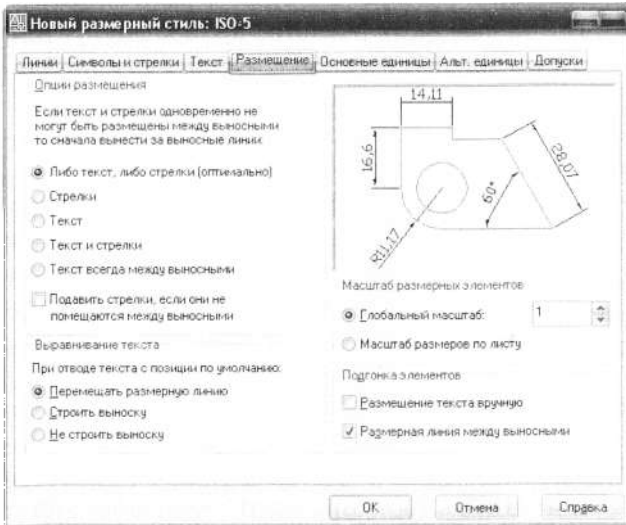 Новый размерный стиль: ISO-5
Линии
Символы и стрелки
Текст
Размещение
Основные единицы
Альт. единицы
Допуски
Опции размещения
Если текст и стрелки одновременно не
могут быть размещены между выносными
то сначала вынести за выносные линии:
Либо текст, либо стрелки (оптимально)
Стрелки
Текст
Текст и стрелки
Текст всегда между выносными
Подавить стрелки, если они не
помещаются между выносными
Выравнивание текста
При отводе текста с позиции по умолчанию:
Перемещать размерную линию
Строить выноску
Не строить выноску
14,11
16,6
28,07
60°
R11,17
Масштаб размерных элементов
Глобальный масштаб:
1
Масштаб размеров по листу
Подгонка элементов
Размещение текста вручную
Размерная линия между выносными
ОК
Отмена
Справка